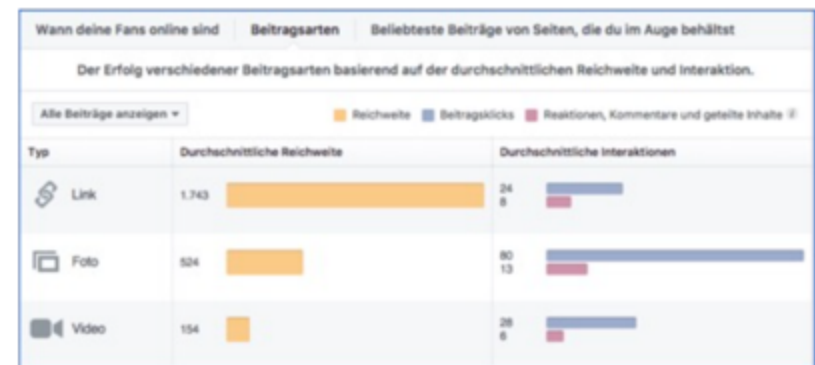 Wann deine Fans online sind Beitragsarten Beliebteste Beiträge von Seiten, die du im Auge behältst
Der Erfolg verschiedener Beitragsarten basierend auf der durchschnittlichen Reichweite und Interaktion.
Alle Beiträge anzeigen Reichweite Beitragsklicks Reaktionen, Kommentare und geteilte Inhalte
Typ Durchschnittliche Reichweite Durchschnittliche Interaktionen
Link 1.743 24
8
Foto 524 80
13
Video 154 28
6